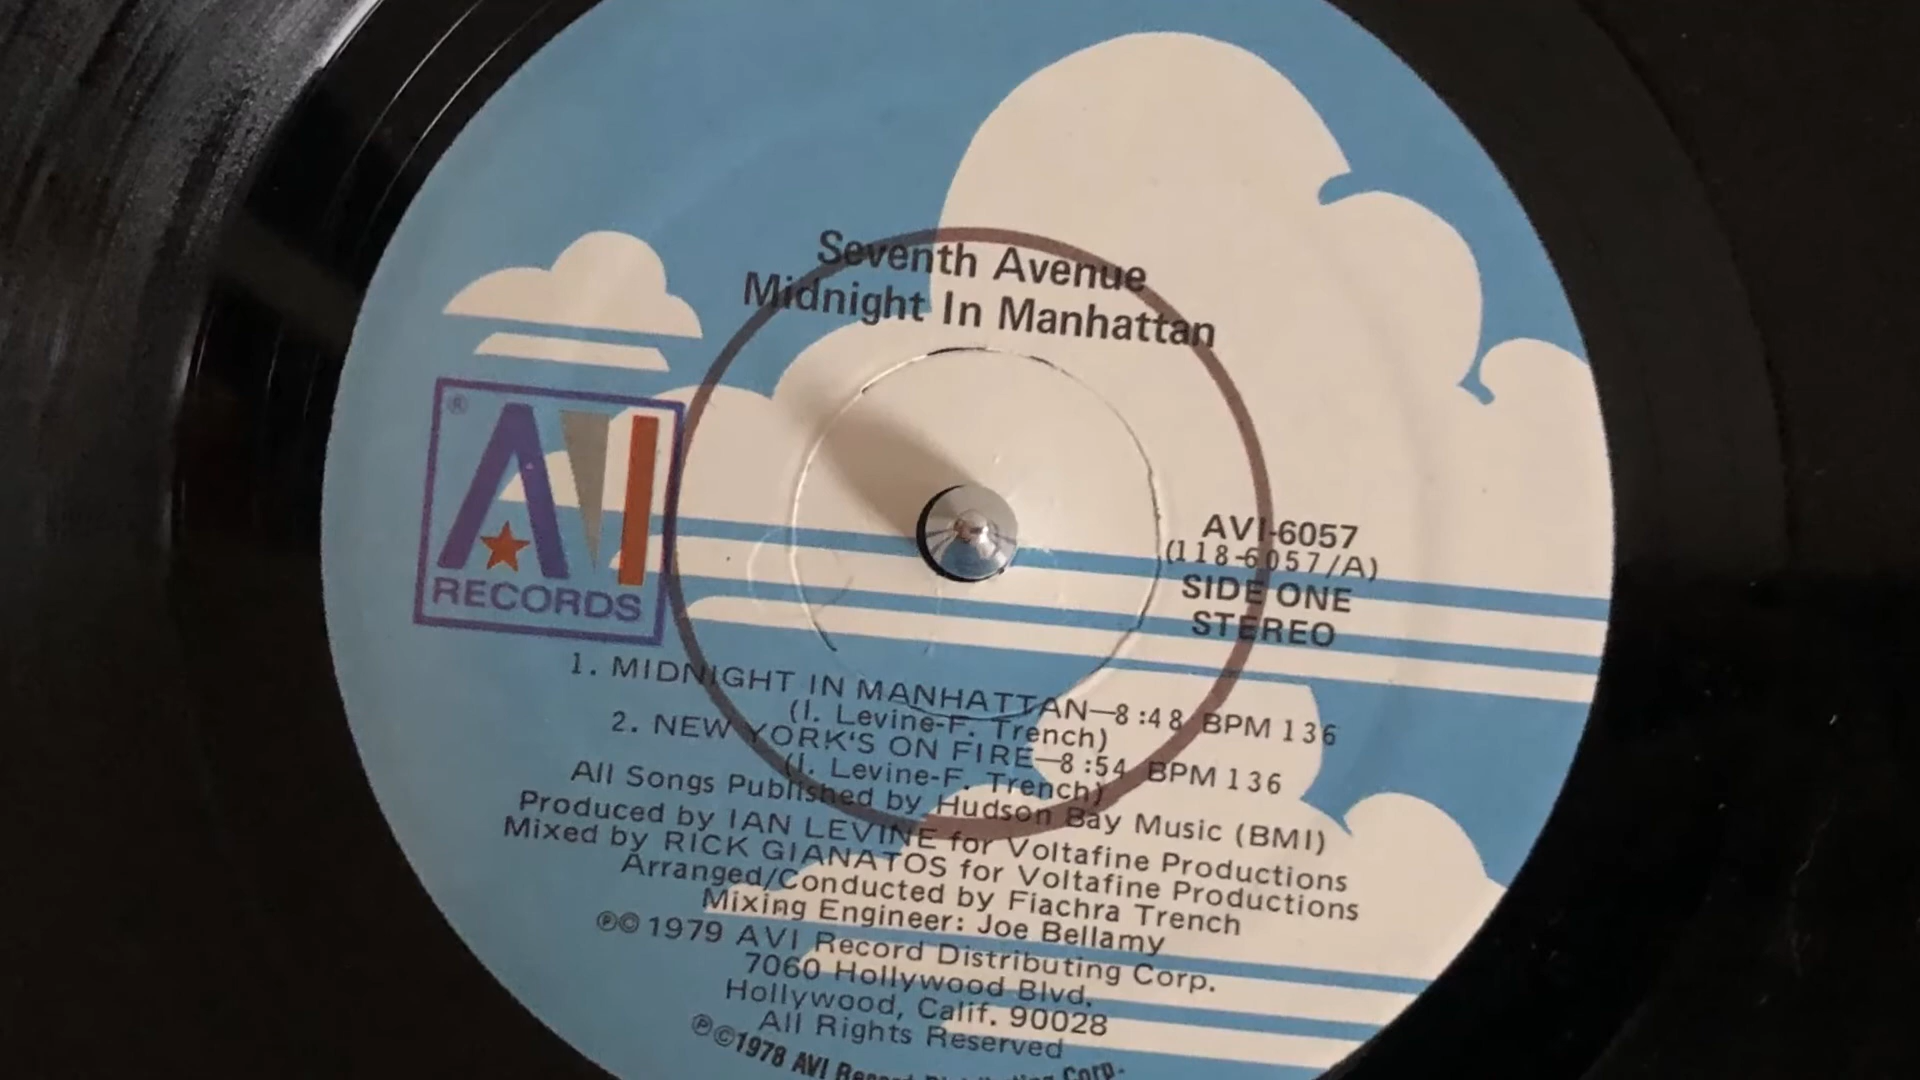 Seventh Avenue
Midnight In Manhattan
®
AVI
RECORDS
AVI-6057
(118-6057/A)
SIDE ONE
STEREO
1. MIDNIGHT IN MANHATTAN—8:48 BPM 136
(I. Levine-F. Trench)
2. NEW YORK'S ON FIRE—8:54 BPM 136
(I. Levine-F. Trench)
All Songs Published by Hudson Bay Music (BMI)
Produced by IAN LEVINE for Voltafine Productions
Mixed by RICK GIANATOS for Voltafine Productions
Arranged/Conducted by Fiachra Trench
Mixing Engineer: Joe Bellamy
℗© 1979 AVI Record Distributing Corp.
7060 Hollywood Blvd.
Hollywood, Calif. 90028
All Rights Reserved
℗©1978 AVI Corp.